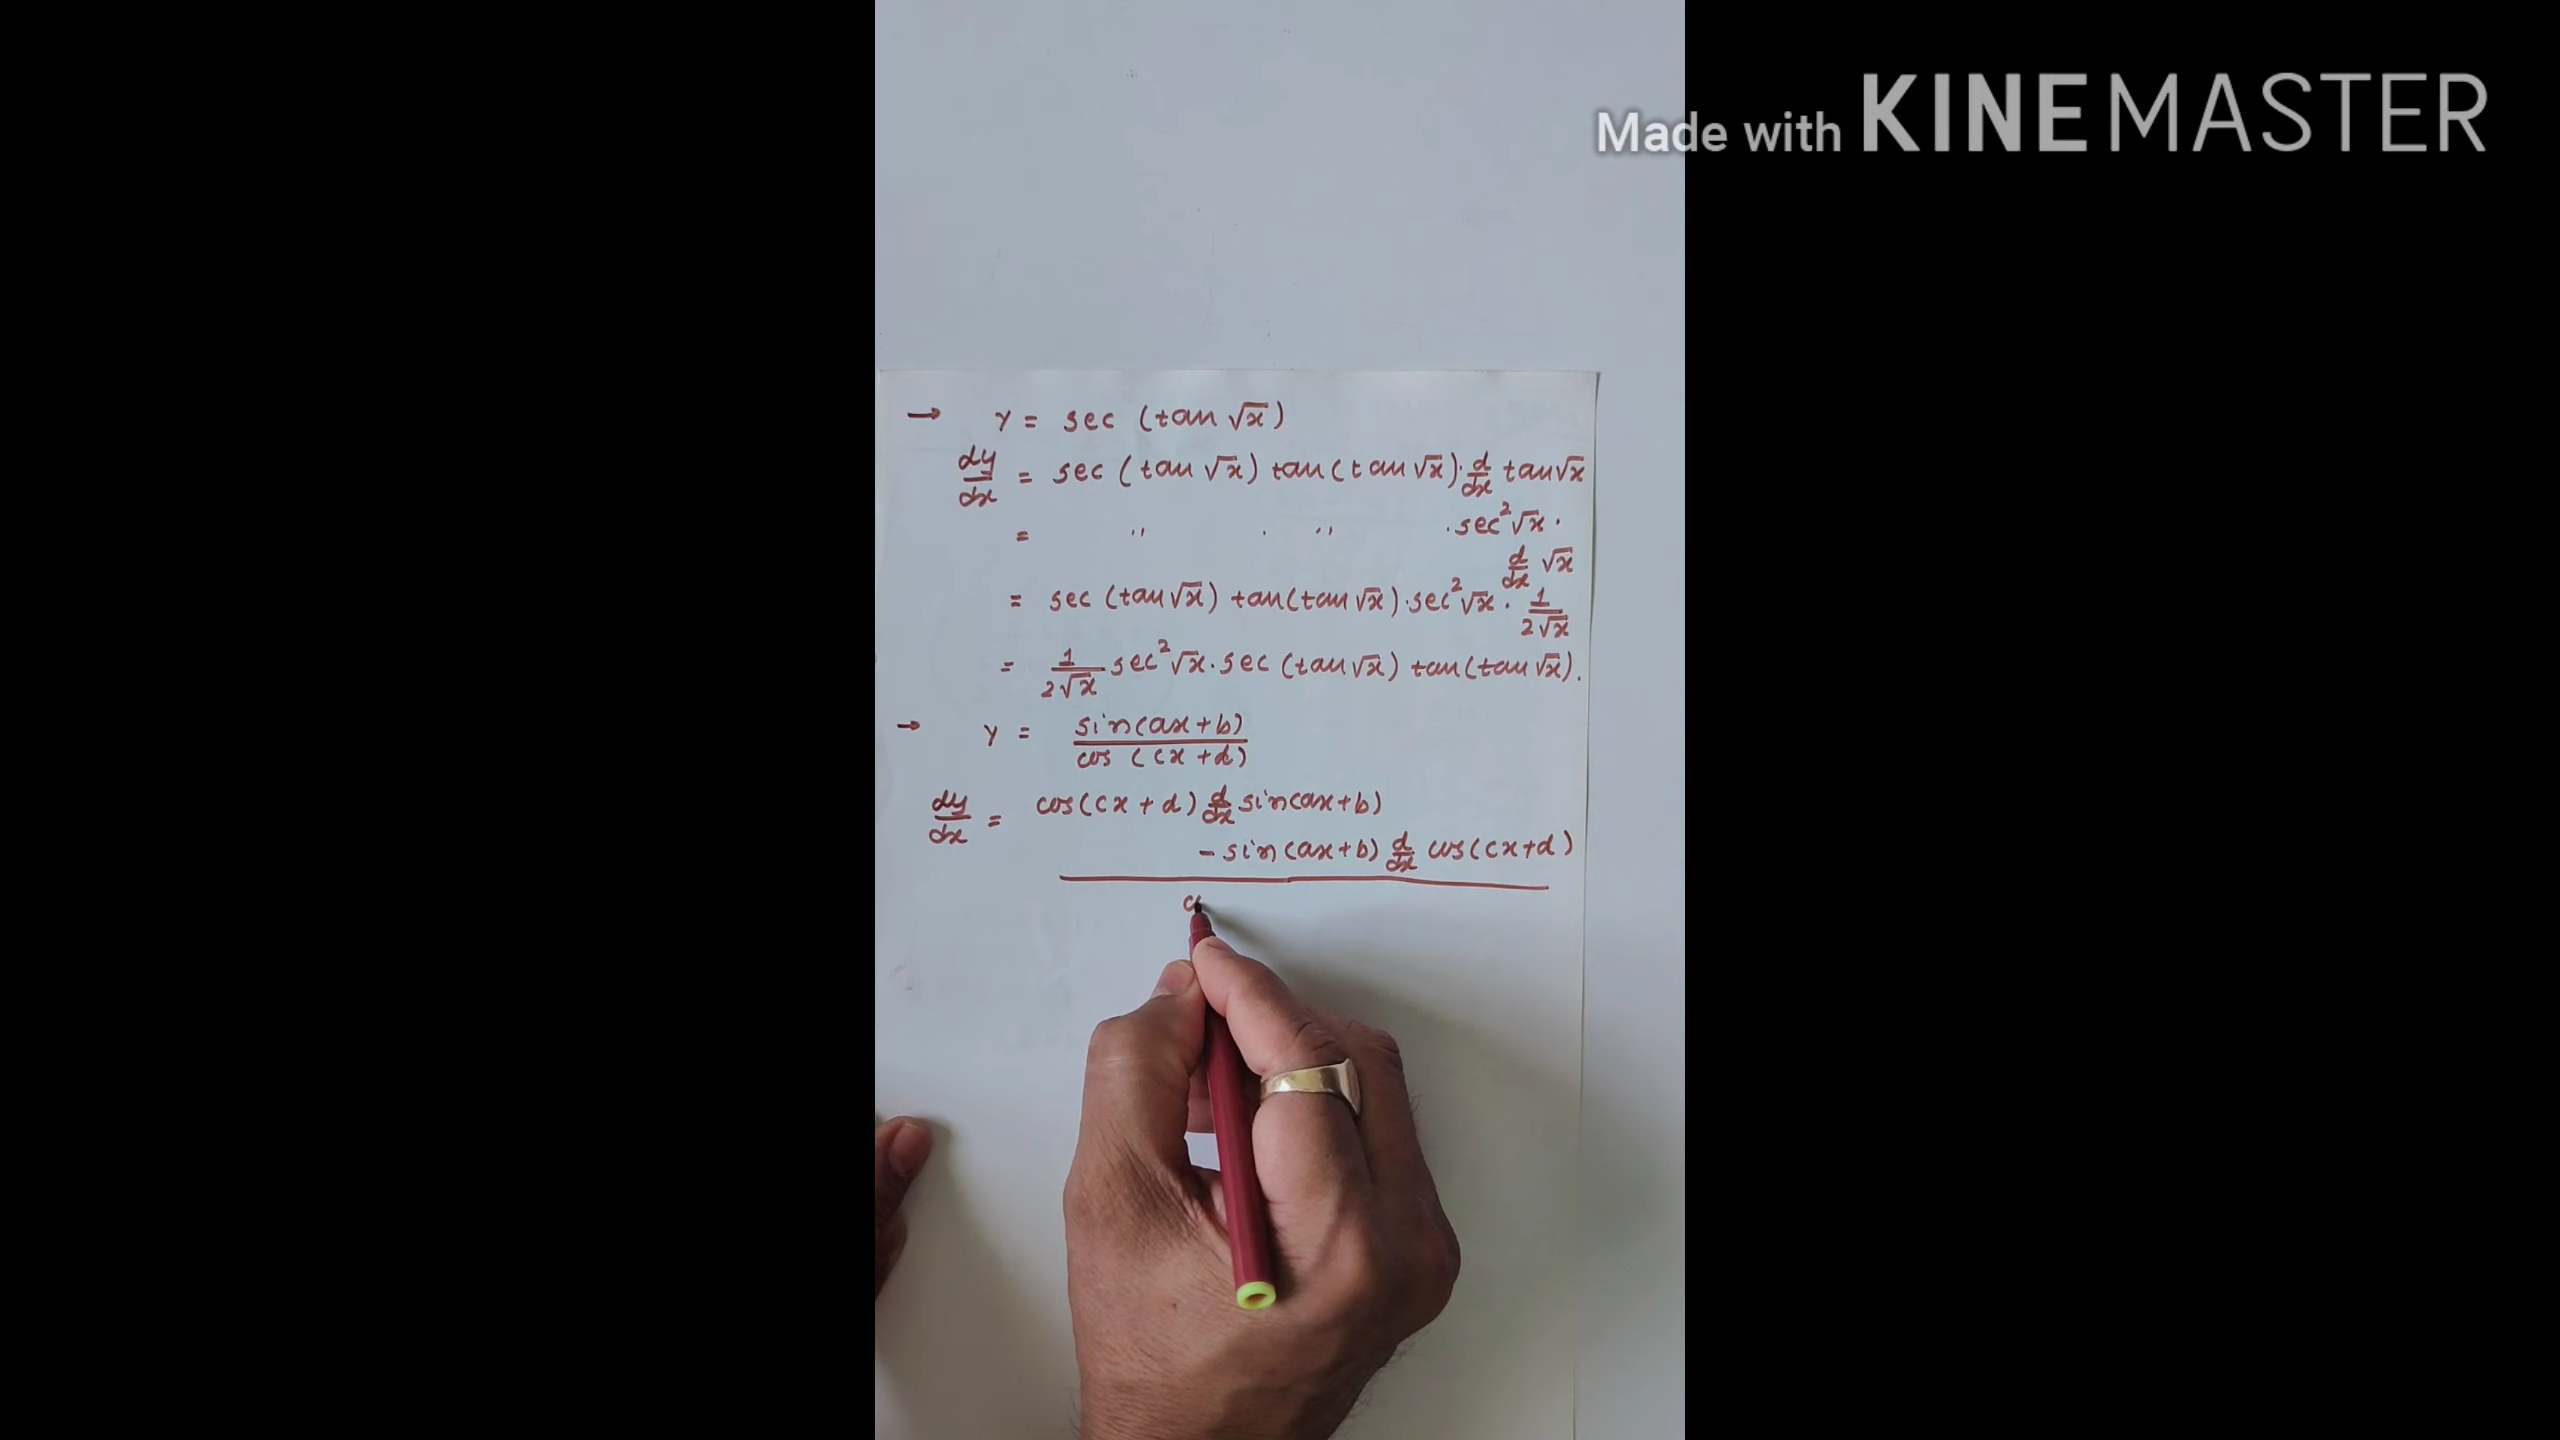 Made with KINEMASTER
→ y = sec (tan √x)
dy/dx = sec (tan √x) tan (tan √x) · d/dx tan √x
= " · " · sec² √x ·
d/dx √x
= sec (tan √x) tan (tan √x) · sec² √x · 1/2√x
= 1/2√x sec² √x · sec (tan √x) tan (tan √x).
→ y = sin(ax+b)/cos (cx+d)
dy/dx = cos(cx+d) d/dx sin(ax+b)
- sin(ax+b) d/dx cos(cx+d)